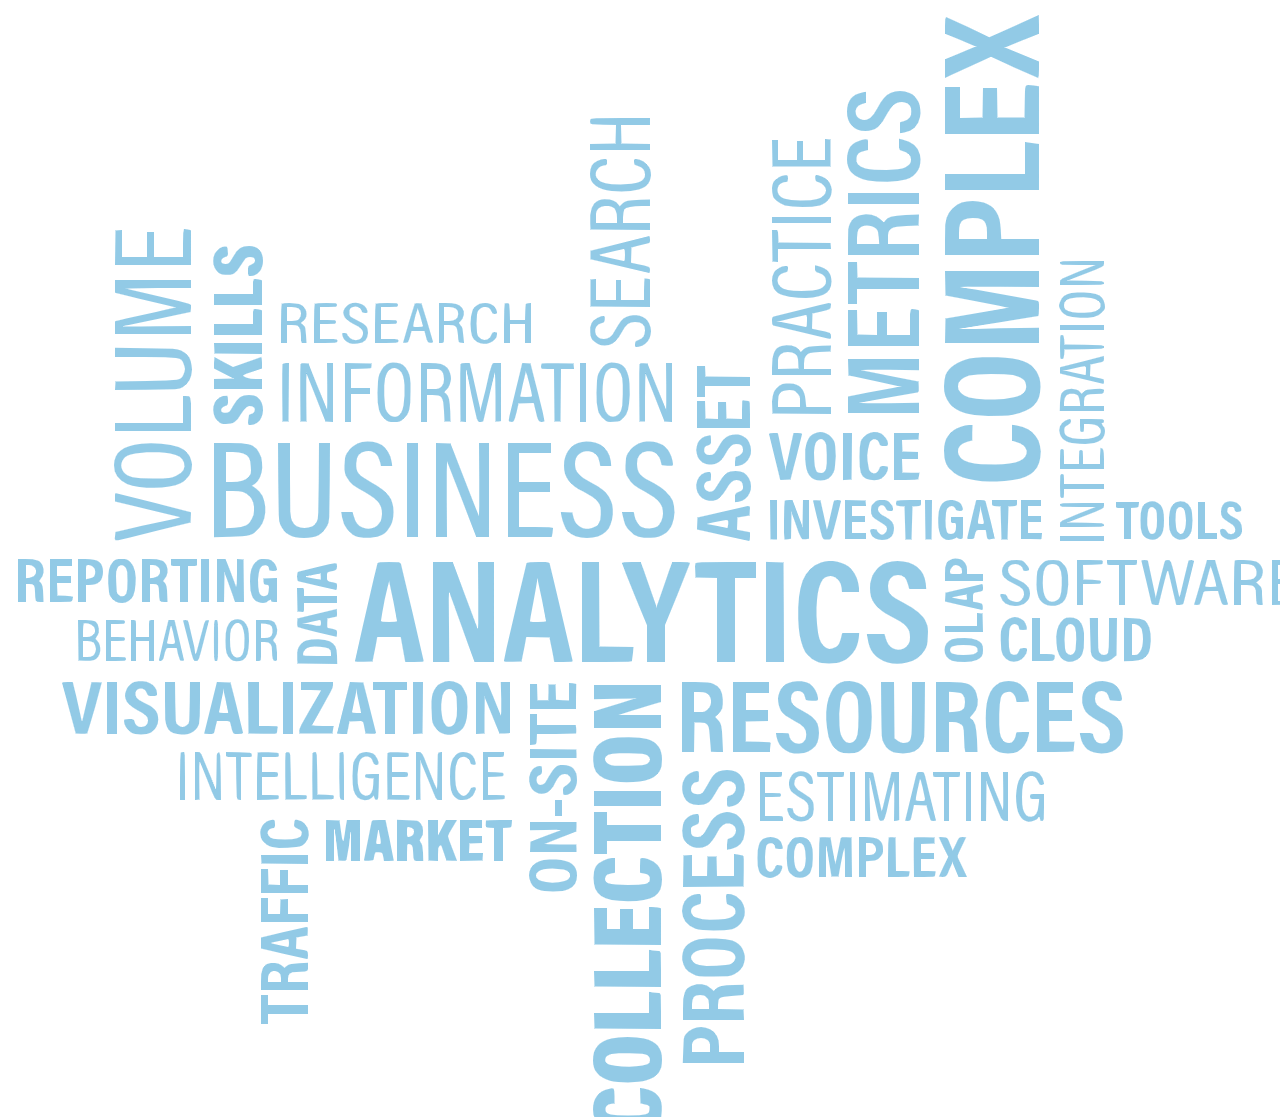 COMPLEX
METRICS
SEARCH
PRACTICE
VOLUME
SKILLS
INTEGRATION
RESEARCH
INFORMATION
ASSET
VOICE
BUSINESS
INVESTIGATE
TOOLS
REPORTING
DATA
ANALYTICS
OLAP
SOFTWARE
BEHAVIOR
CLOUD
VISUALIZATION
ON-SITE
COLLECTION
RESOURCES
INTELLIGENCE
PROCESS
ESTIMATING
TRAFFIC
MARKET
COMPLEX